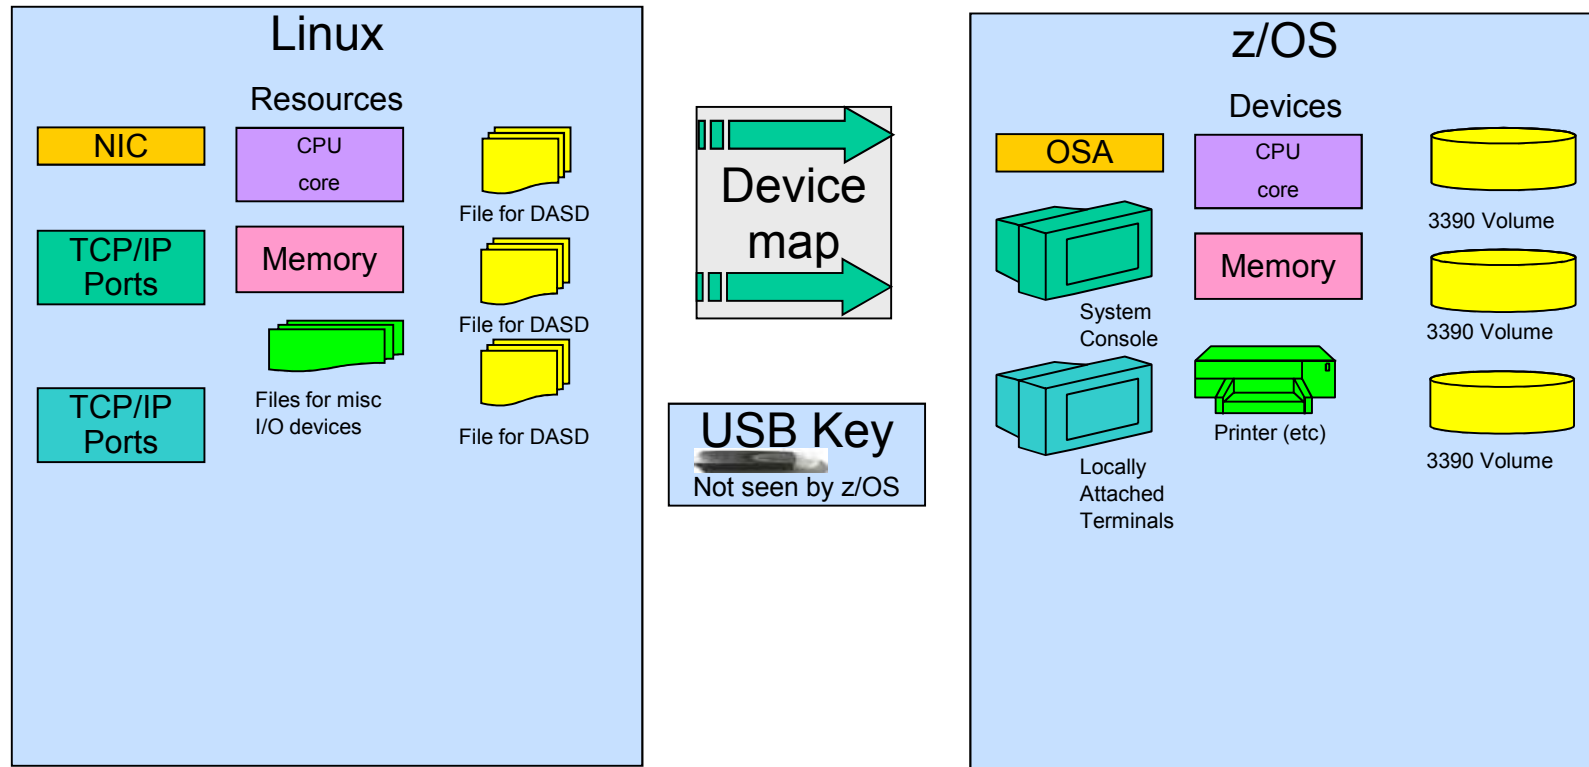 Linux
Resources
NIC
CPU
core
File for DASD
TCP/IP
Ports
Memory
File for DASD
TCP/IP
Ports
Files for misc
I/O devices
File for DASD
Device
map
USB Key
Not seen by z/OS
z/OS
Devices
OSA
CPU
core
3390 Volume
System
Console
Memory
3390 Volume
Locally
Attached
Terminals
Printer (etc)
3390 Volume